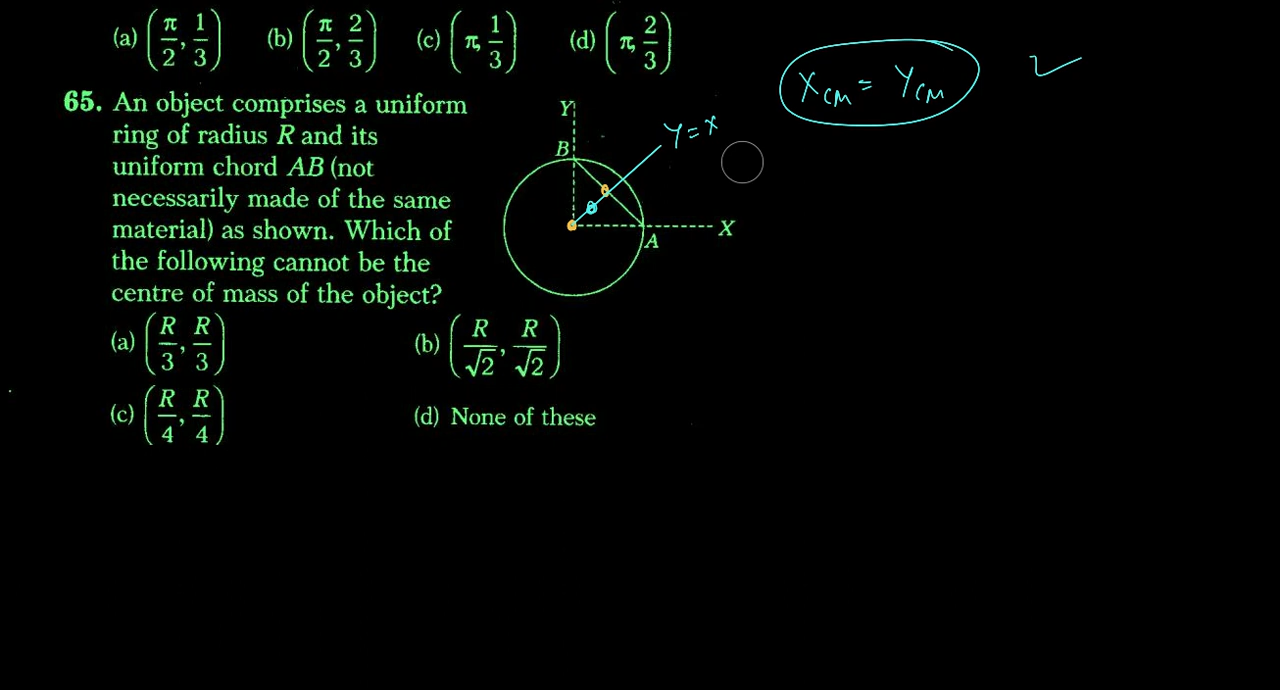 (a) (π/2, 1/3) (b) (π/2, 2/3) (c) (π, 1/3) (d) (π, 2/3)
X_CM = Y_CM
65. An object comprises a uniform
ring of radius R and its
uniform chord AB (not
necessarily made of the same
material) as shown. Which of
the following cannot be the
centre of mass of the object?
Y
B
Y = X
X
A
(a) (R/3, R/3) (b) (R/√2, R/√2)
(c) (R/4, R/4) (d) None of these